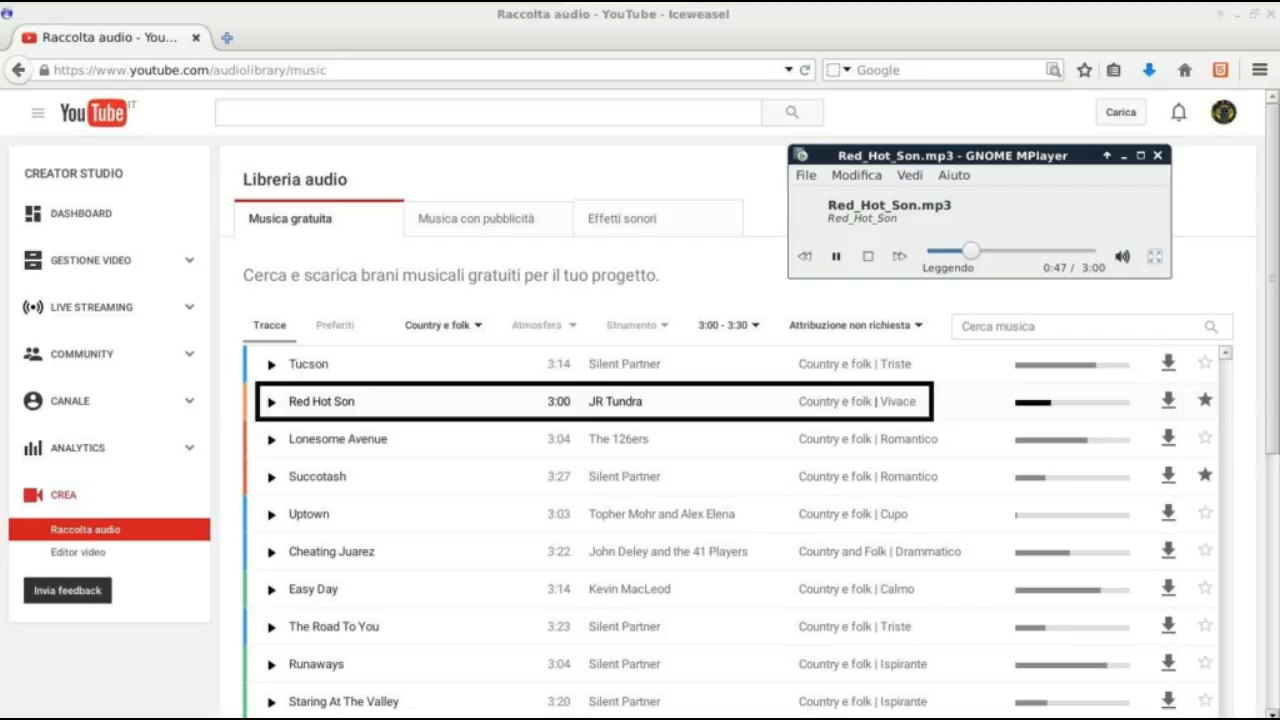 Raccolta audio - YouTube - Iceweasel
Raccolta audio - You...
https://www.youtube.com/audiolibrary/music
Google
YouTube IT
Carica
CREATOR STUDIO
DASHBOARD
GESTIONE VIDEO
LIVE STREAMING
COMMUNITY
CANALE
ANALYTICS
CREA
Raccolta audio
Editor video
Invia feedback
Libreria audio
Musica gratuita Musica con pubblicità Effetti sonori
Cerca e scarica brani musicali gratuiti per il tuo progetto.
Red_Hot_Son.mp3 - GNOME MPlayer
File Modifica Vedi Aiuto
Red_Hot_Son.mp3
Red_Hot_Son
Leggendo 0:47 / 3:00
Tracce Preferiti Country e folk Atmosfera Strumento 3:00 - 3:30 Attribuzione non richiesta Cerca musica
Tucson 3:14 Silent Partner Country e folk | Triste
Red Hot Son 3:00 JR Tundra Country e folk | Vivace
Lonesome Avenue 3:04 The 126ers Country e folk | Romantico
Succotash 3:27 Silent Partner Country e folk | Romantico
Uptown 3:03 Topher Mohr and Alex Elena Country e folk | Cupo
Cheating Juarez 3:22 John Deley and the 41 Players Country and Folk | Drammatico
Easy Day 3:14 Kevin MacLeod Country e folk | Calmo
The Road To You 3:23 Silent Partner Country e folk | Triste
Runaways 3:04 Silent Partner Country e folk | Ispirante
Staring At The Valley 3:20 Silent Partner Country e folk | Ispirante